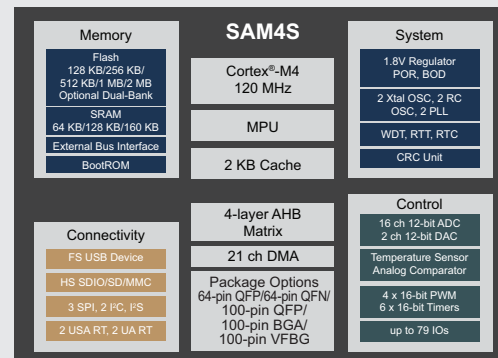 Memory
Flash
128 KB/256 KB/
512 KB/1 MB/2 MB
Optional Dual-Bank
SRAM
64 KB/128 KB/160 KB
External Bus Interface
BootROM
SAM4S
Cortex®-M4
120 MHz
MPU
2 KB Cache
System
1.8V Regulator
POR, BOD
2 Xtal OSC, 2 RC
OSC, 2 PLL
WDT, RTT, RTC
CRC Unit
Connectivity
FS USB Device
HS SDIO/SD/MMC
3 SPI, 2 I²C, I²S
2 USA RT, 2 UA RT
4-layer AHB
Matrix
21 ch DMA
Package Options
64-pin QFP/64-pin QFN/
100-pin QFP/
100-pin BGA/
100-pin VFBG
Control
16 ch 12-bit ADC
2 ch 12-bit DAC
Temperature Sensor
Analog Comparator
4 x 16-bit PWM
6 x 16-bit Timers
up to 79 IOs